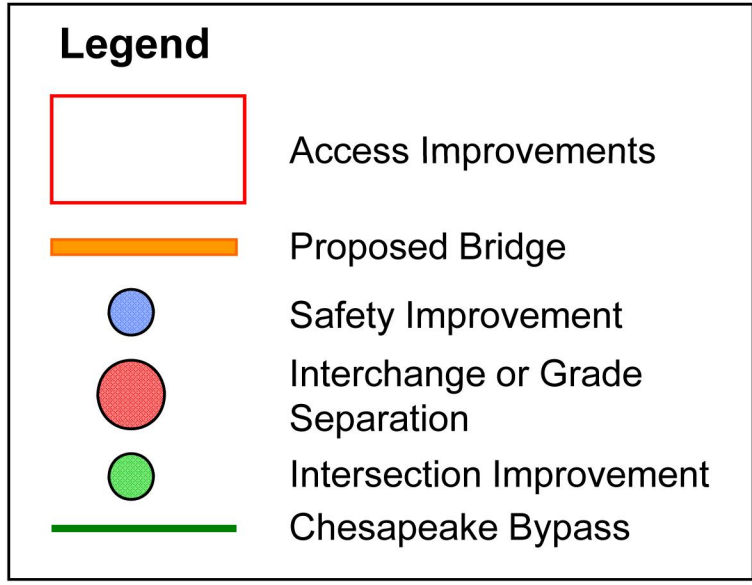 Legend
Access Improvements
Proposed Bridge
Safety Improvement
Interchange or Grade
Separation
Intersection Improvement
Chesapeake Bypass